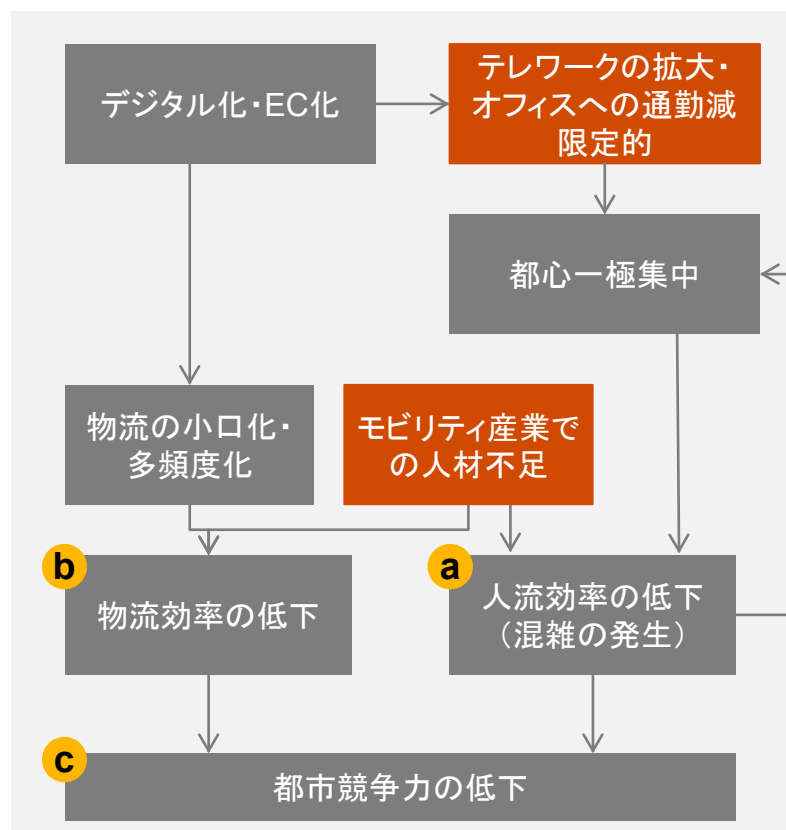 デジタル化・EC化
テレワークの拡大・
オフィスへの通勤減
限定的
都心一極集中
物流の小口化・
多頻度化
モビリティ産業で
の人材不足
b
物流効率の低下
a
人流効率の低下
（混雑の発生）
c
都市競争力の低下